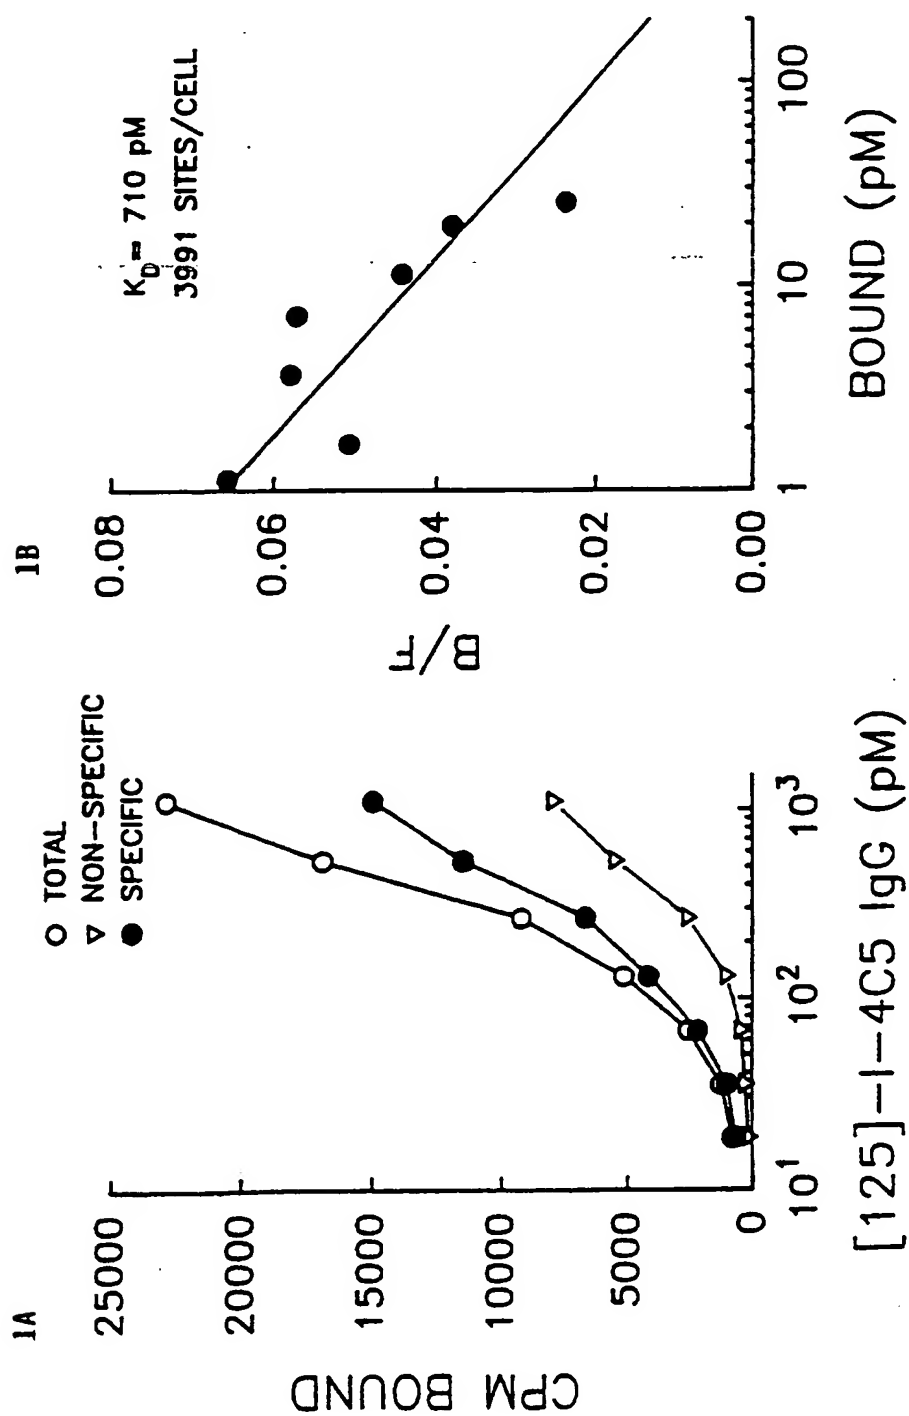 1A
CPM BOUND
25000
20000
15000
10000
5000
0
○ TOTAL
▽ NON-SPECIFIC
● SPECIFIC
10¹ 10² 10³
[125]-I-4C5 IgG (pM)
1B
B/F
0.08
0.06
0.04
0.02
0.00
K_D = 710 pM
3991 SITES/CELL
1 10 100
BOUND (pM)